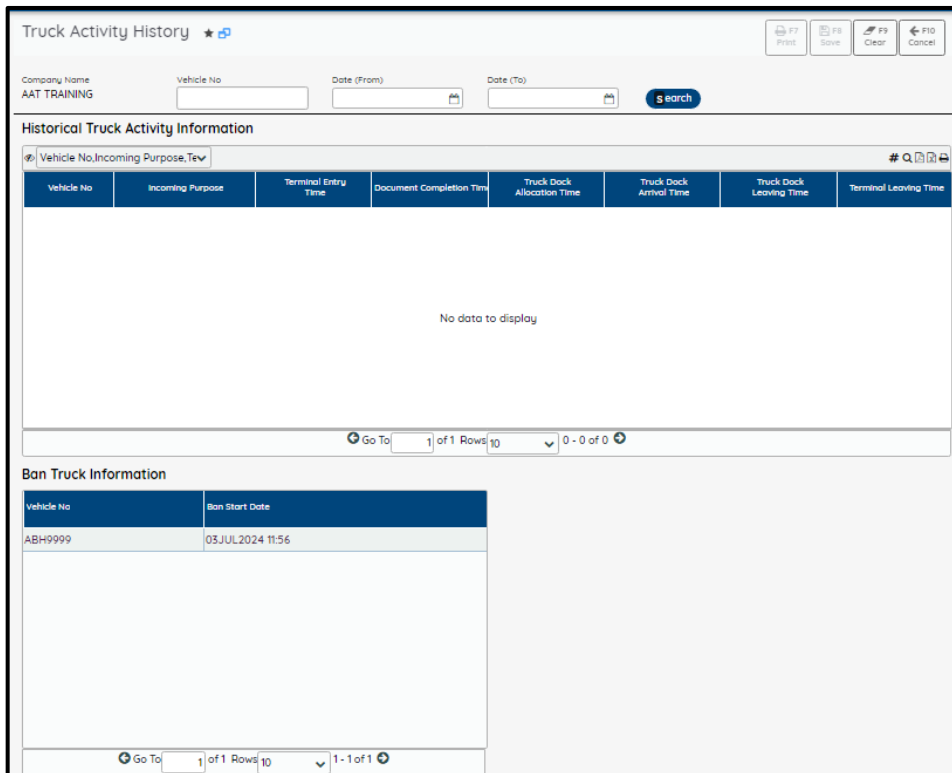 Truck Activity History
F7 Print
F8 Save
F9 Clear
F10 Cancel
Company Name
AAT TRAINING
Vehicle No
Date (From)
Date (To)
Search
Historical Truck Activity Information
Vehicle No,Incoming Purpose,Te
#
Vehicle No Incoming Purpose Terminal Entry Time Document Completion Time Truck Dock Allocation Time Truck Dock Arrival Time Truck Dock Leaving Time Terminal Leaving Time
No data to display
Go To 1 of 1 Rows 10 0 - 0 of 0
Ban Truck Information
Vehicle No Ban Start Date
ABH9999 03JUL2024 11:56
Go To 1 of 1 Rows 10 1 - 1 of 1